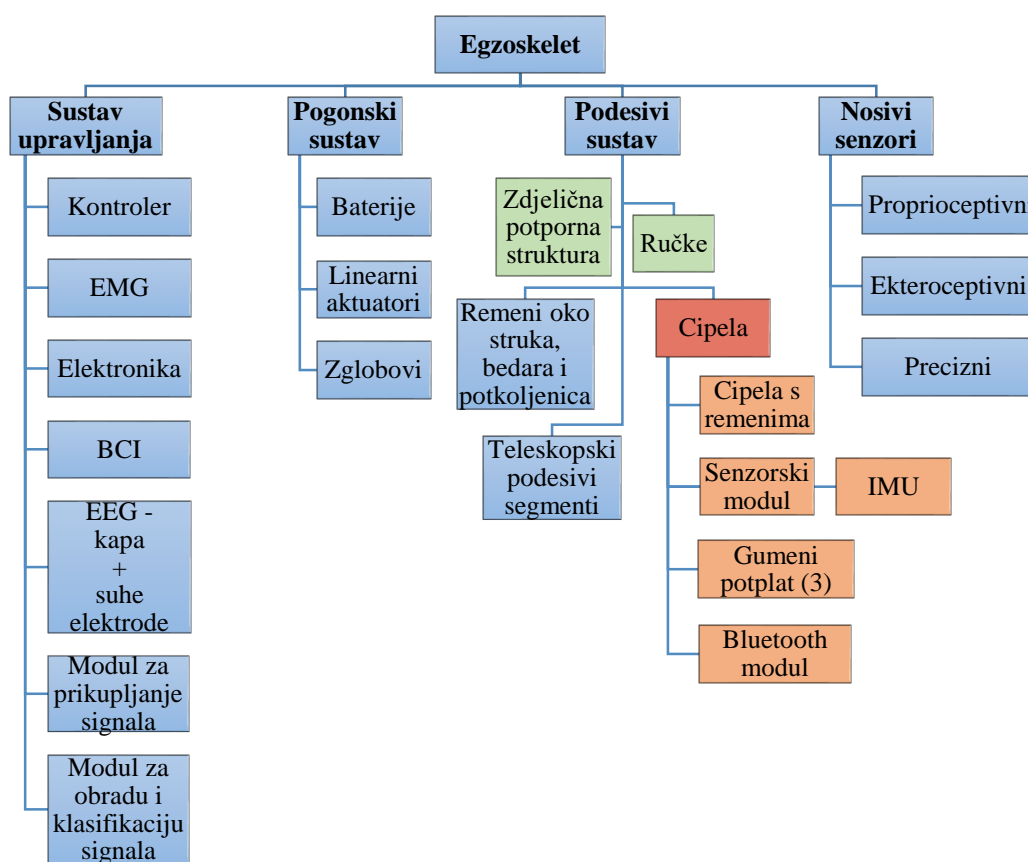 Egzoskelet
Sustav
upravljanja
Kontroler
EMG
Elektronika
BCI
EEG -
kapa
+
suhe
elektrode
Modul za
prikupljanje
signala
Modul za
obradu i
klasifikaciju
signala
Pogonski
sustav
Baterije
Linearni
aktuatori
Zglobovi
Podesivi
sustav
Zdjelična
potporna
struktura
Ručke
Remeni oko
struka,
bedara i
potkoljenica
Cipela
Cipela s
remenima
Senzorski
modul
IMU
Gumeni
potplat (3)
Bluetooth
modul
Teleskopski
podesivi
segmenti
Nosivi
senzori
Proprioceptivni
Ekteroceptivni
Precizni